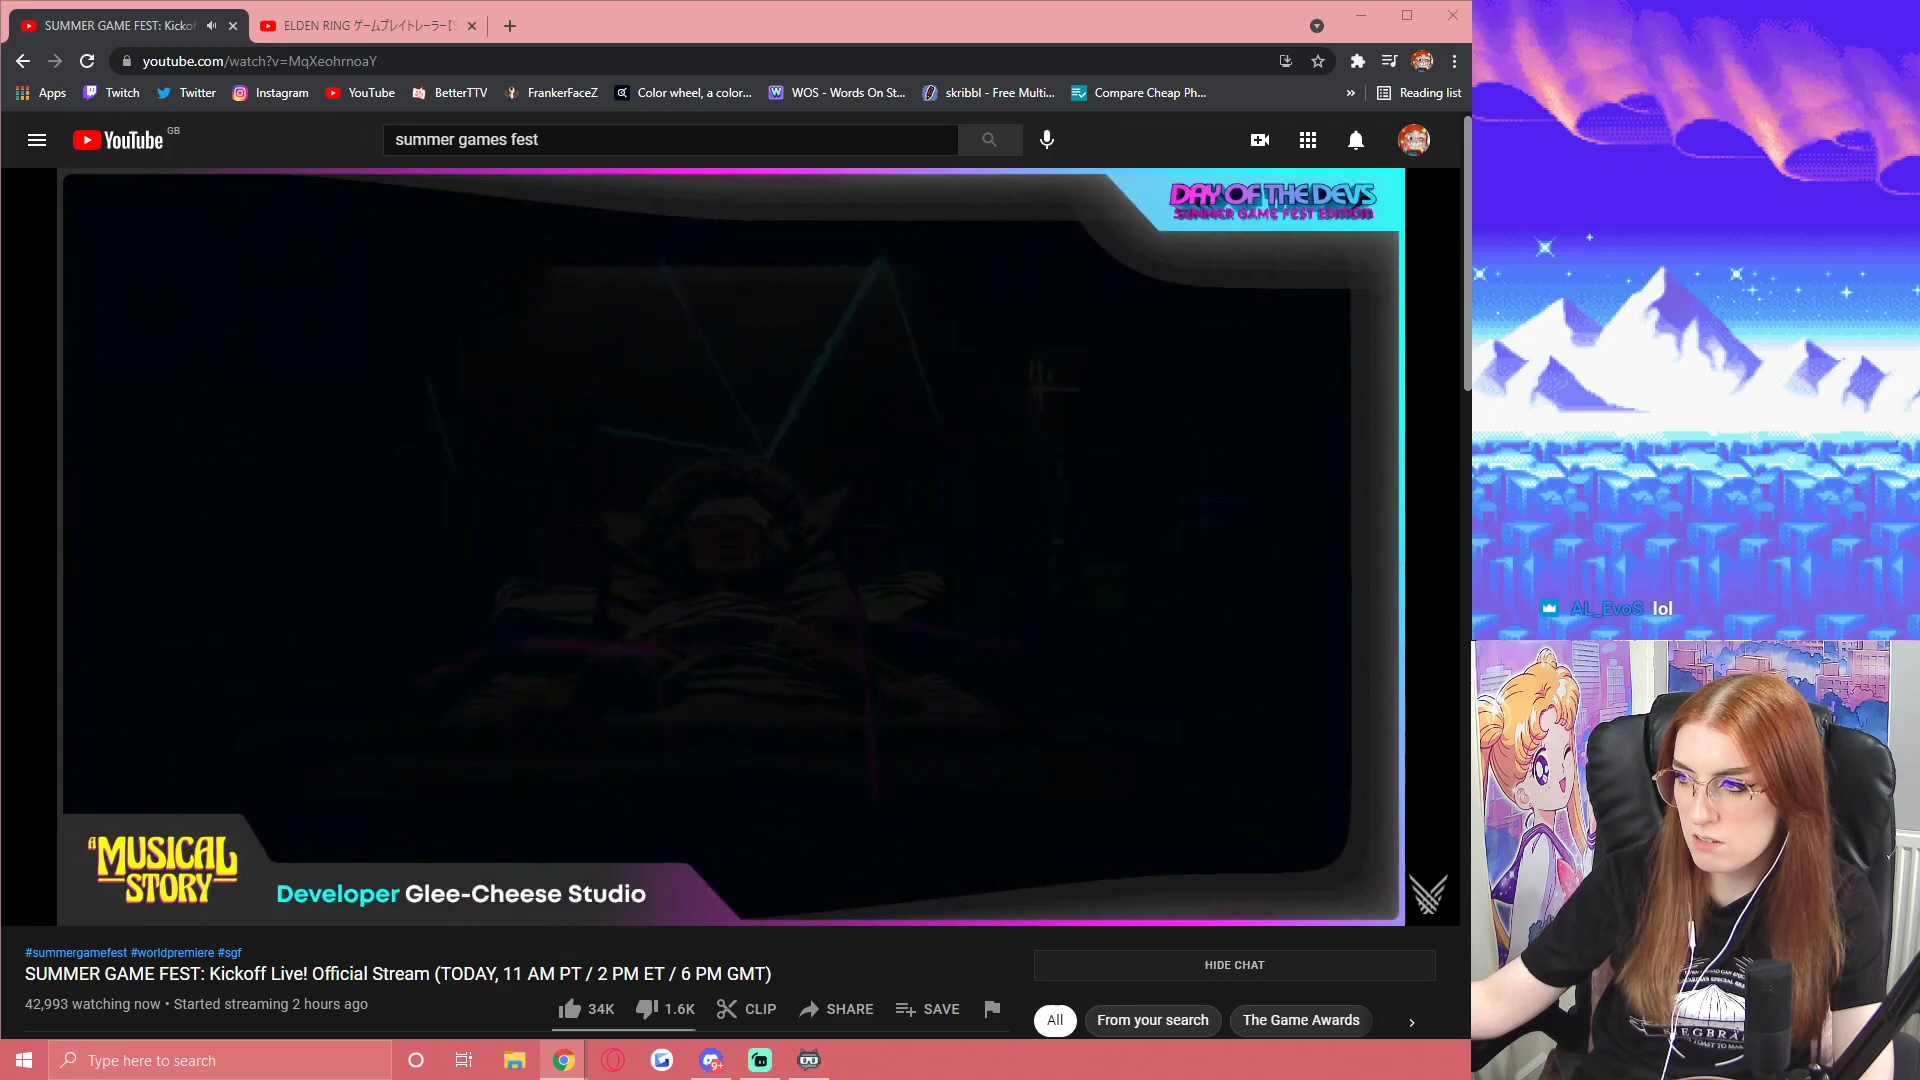 SUMMER GAME FEST: Kickof
ELDEN RING ゲームプレイトレーラー【S
youtube.com/watch?v=MqXeohrnoaY
Apps
Twitch
Twitter
Instagram
YouTube
BetterTTV
FrankerFaceZ
Color wheel, a color...
WOS - Words On St...
skribbl - Free Multi...
Compare Cheap Ph...
»
Reading list
YouTube GB
summer games fest
DAY OF THE DEVS
SUMMER GAME FEST EDITION
AL_EvoS lol
A MUSICAL STORY
Developer Glee-Cheese Studio
#summergamefest #worldpremiere #sgf
SUMMER GAME FEST: Kickoff Live! Official Stream (TODAY, 11 AM PT / 2 PM ET / 6 PM GMT)
42,993 watching now • Started streaming 2 hours ago
34K
1.6K
CLIP
SHARE
SAVE
HIDE CHAT
All
From your search
The Game Awards
Type here to search
9+